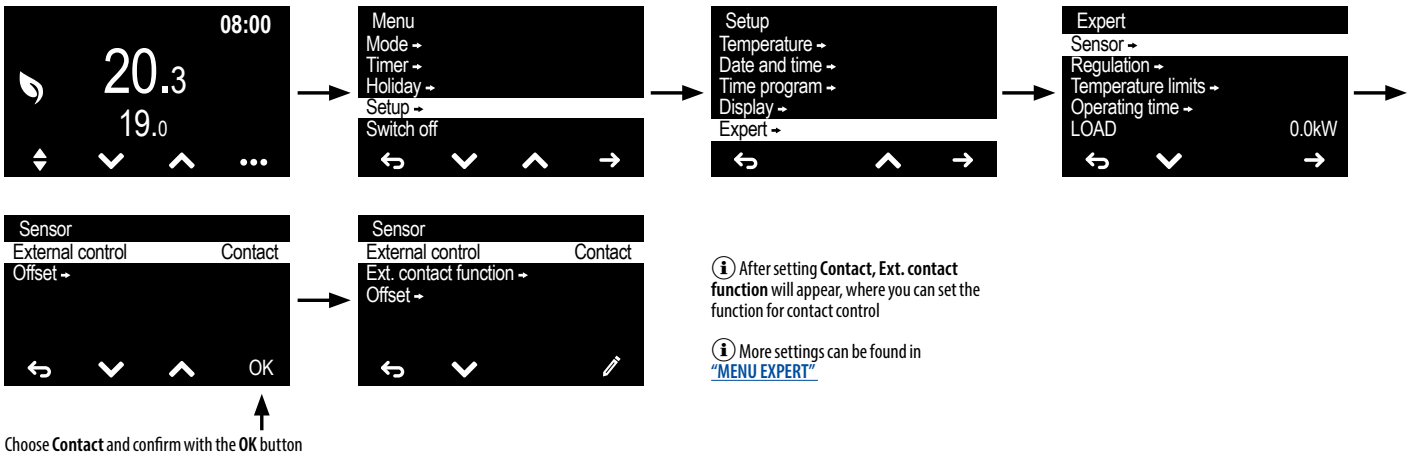 08:00
20.3
19.0
Menu
Mode →
Timer →
Holiday →
Setup →
Switch off
Setup
Temperature →
Date and time →
Time program →
Display →
Expert →
Expert
Sensor →
Regulation →
Temperature limits →
Operating time →
LOAD 0.0kW
Sensor
External control Contact
Offset →
OK
Choose Contact and confirm with the OK button
Sensor
External control Contact
Ext. contact function →
Offset →
i After setting Contact, Ext. contact
function will appear, where you can set the
function for contact control
i More settings can be found in
“MENU EXPERT”